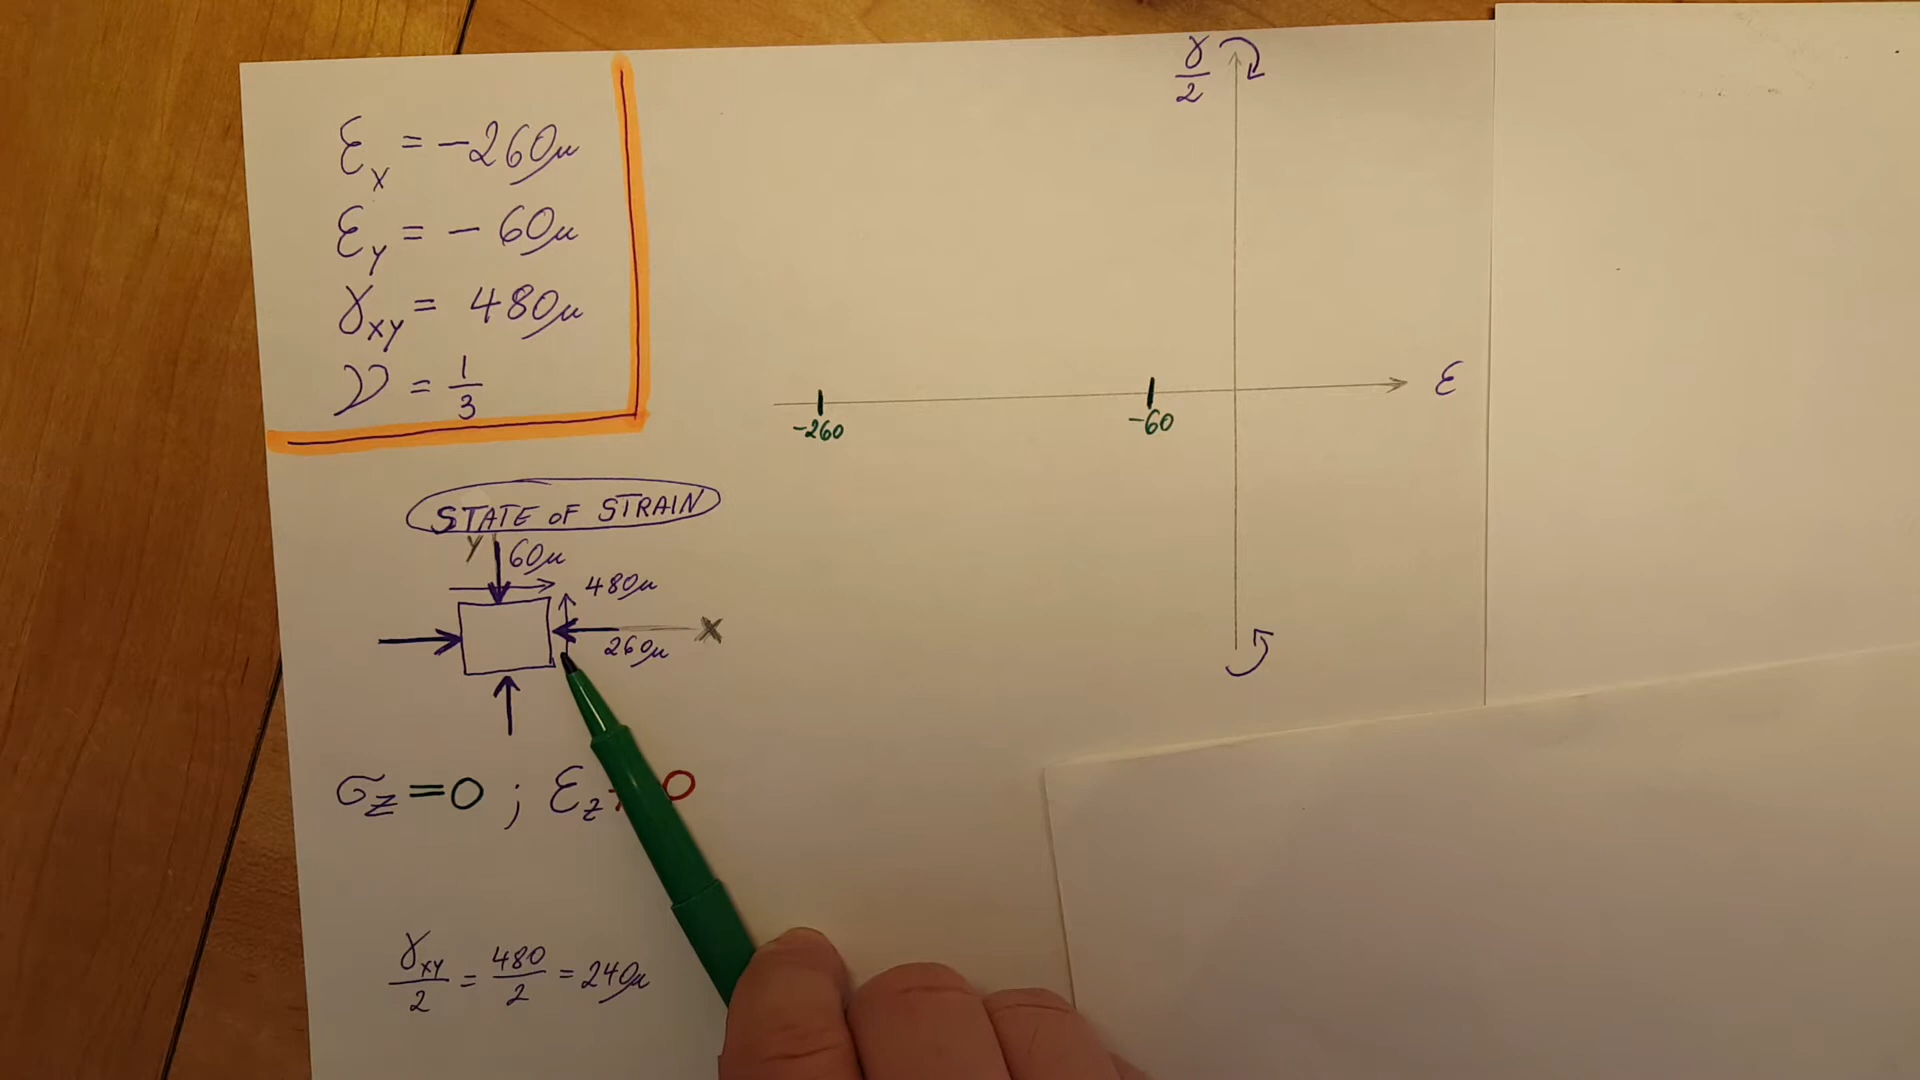 εx = -260μ
εy = - 60μ
γxy = 480μ
ν = 1/3
STATE OF STRAIN
y 60μ
480μ
260μ x
σz = 0 ; εz ≠ 0
γxy/2 = 480/2 = 240μ
γ/2
ε
-260
-60